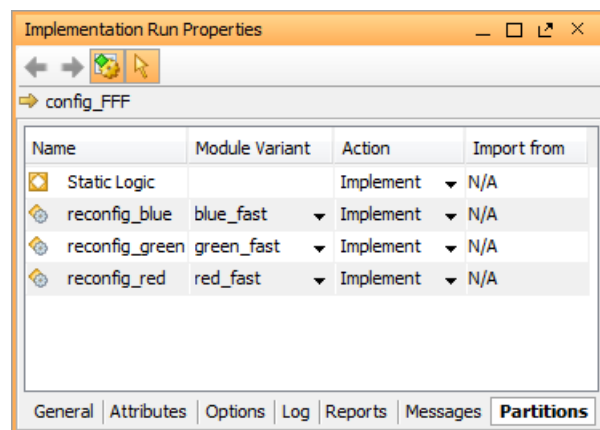 Implementation Run Properties
config_FFF
Name Module Variant Action Import from
Static Logic Implement N/A
reconfig_blue blue_fast Implement N/A
reconfig_green green_fast Implement N/A
reconfig_red red_fast Implement N/A
General Attributes Options Log Reports Messages Partitions